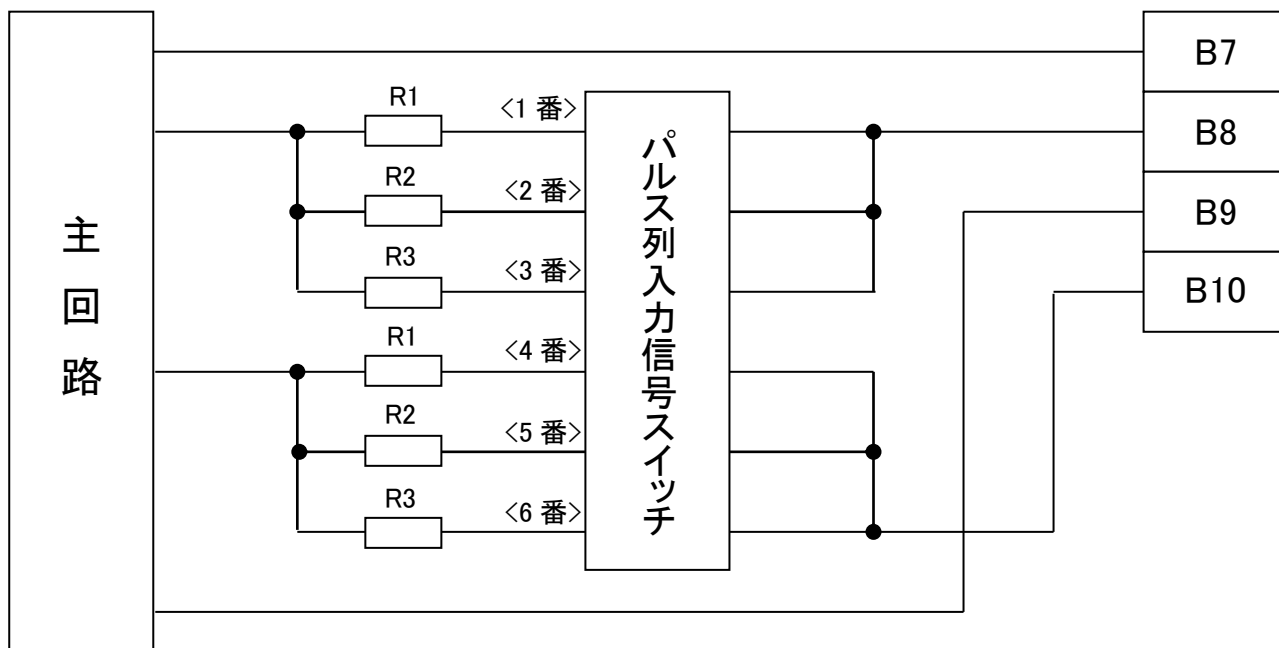 主回路
R1
<1 番>
R2
<2 番>
R3
<3 番>
R1
<4 番>
R2
<5 番>
R3
<6 番>
パルス列入力信号スイッチ
B7
B8
B9
B10